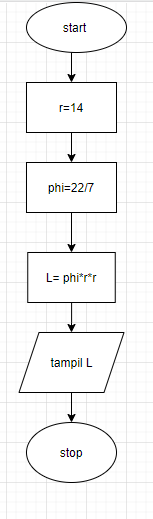 start
r=14
phi=22/7
L= phi*r*r
tampil L
stop